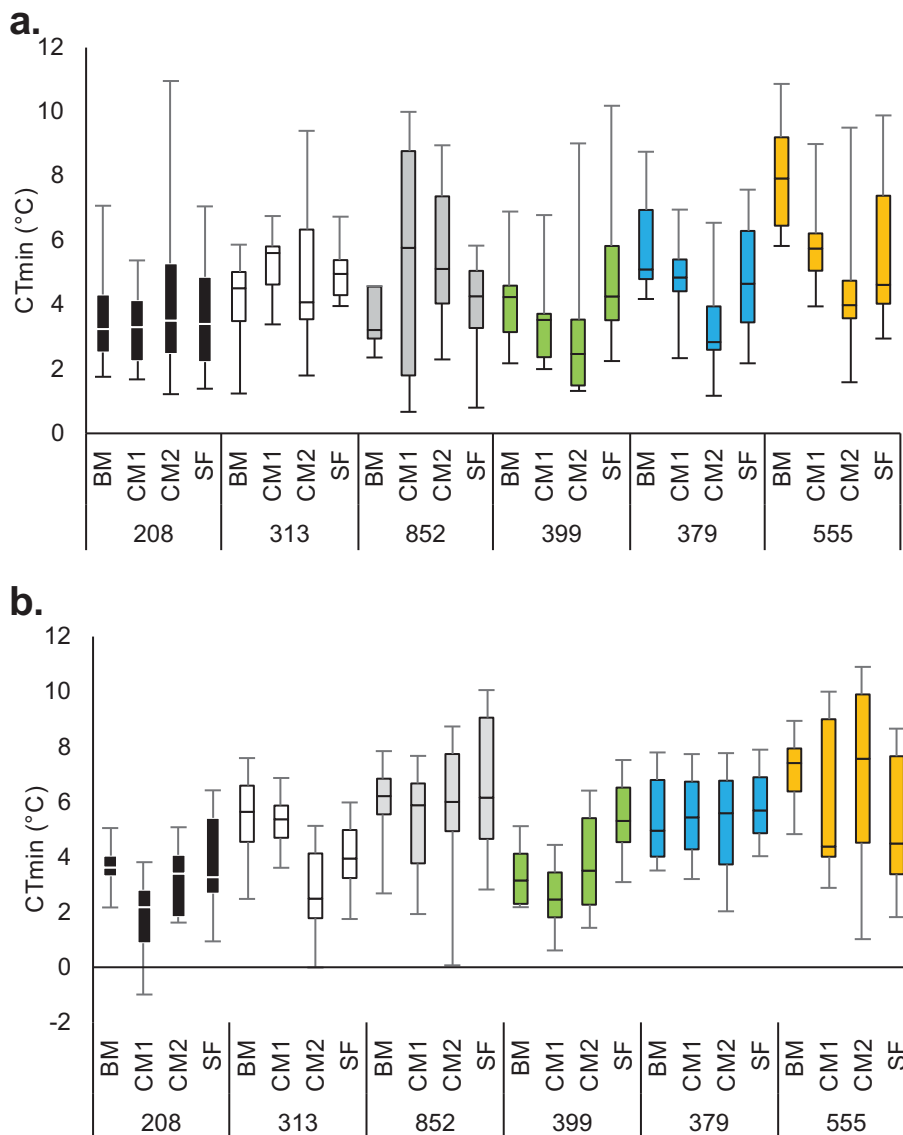 a.
12
10
8
6
4
2
0
CTmin (°C)
BM CM1 CM2 SF BM CM1 CM2 SF BM CM1 CM2 SF BM CM1 CM2 SF BM CM1 CM2 SF BM CM1 CM2 SF
208 313 852 399 379 555
b.
12
10
8
6
4
2
0
-2
CTmin (°C)
BM CM1 CM2 SF BM CM1 CM2 SF BM CM1 CM2 SF BM CM1 CM2 SF BM CM1 CM2 SF BM CM1 CM2 SF
208 313 852 399 379 555